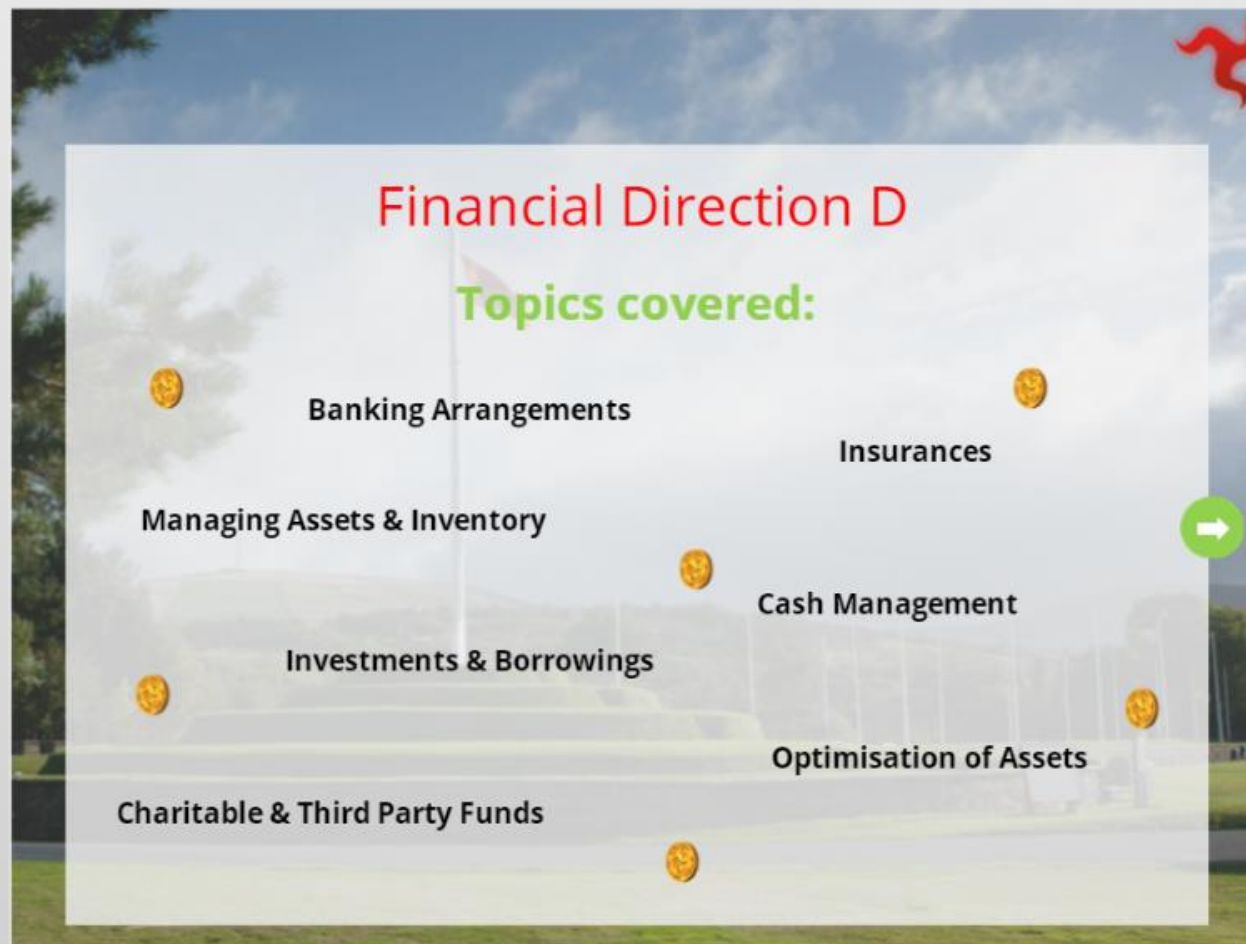 Financial Direction D
Topics covered:
Banking Arrangements
Insurances
Managing Assets & Inventory
Cash Management
Investments & Borrowings
Optimisation of Assets
Charitable & Third Party Funds